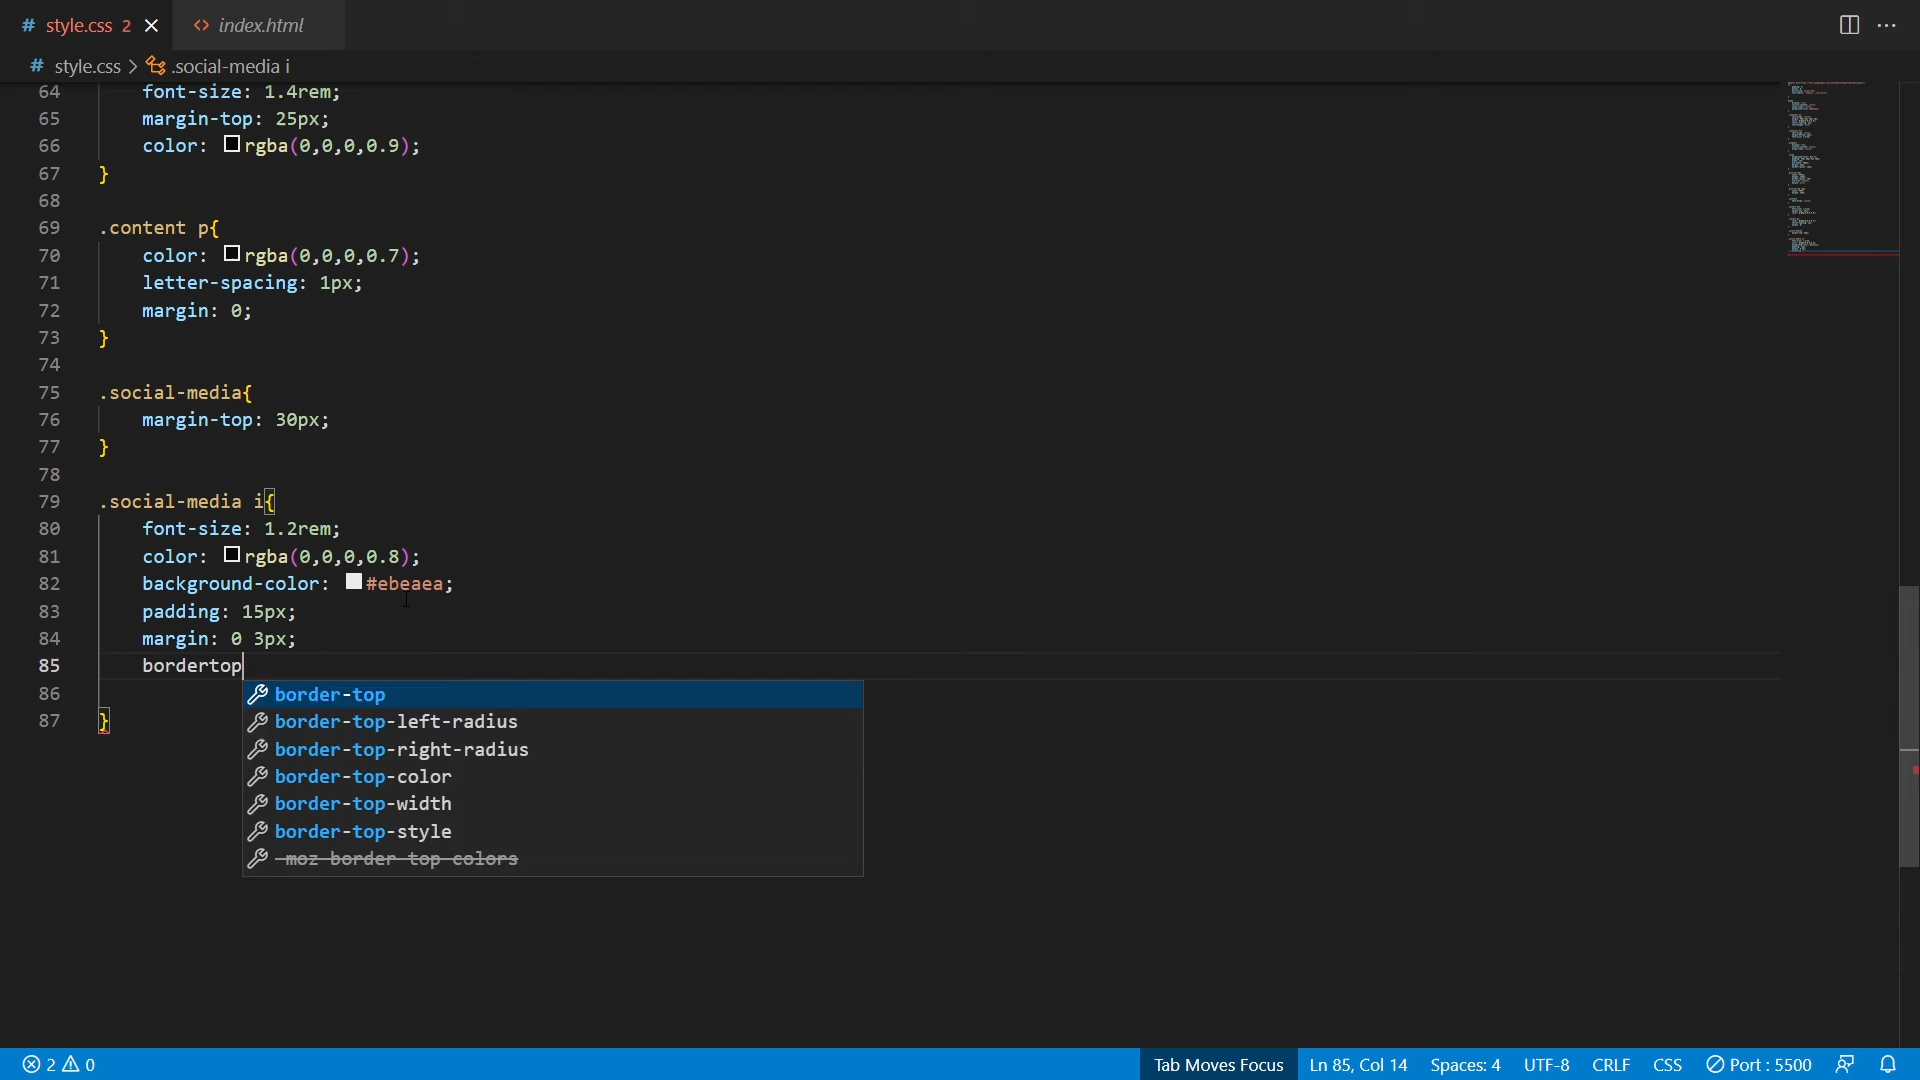 style.css 2
index.html
style.css > .social-media i
64 font-size: 1.4rem;
65 margin-top: 25px;
66 color: rgba(0,0,0,0.9);
67 }
68
69 .content p{
70 color: rgba(0,0,0,0.7);
71 letter-spacing: 1px;
72 margin: 0;
73 }
74
75 .social-media{
76 margin-top: 30px;
77 }
78
79 .social-media i{
80 font-size: 1.2rem;
81 color: rgba(0,0,0,0.8);
82 background-color: #ebeaea;
83 padding: 15px;
84 margin: 0 3px;
85 bordertop
86 border-top
border-top-left-radius
87 }
border-top-right-radius
border-top-color
border-top-width
border-top-style
-moz-border-top-colors
2 0
Tab Moves Focus Ln 85, Col 14 Spaces: 4 UTF-8 CRLF CSS Port : 5500